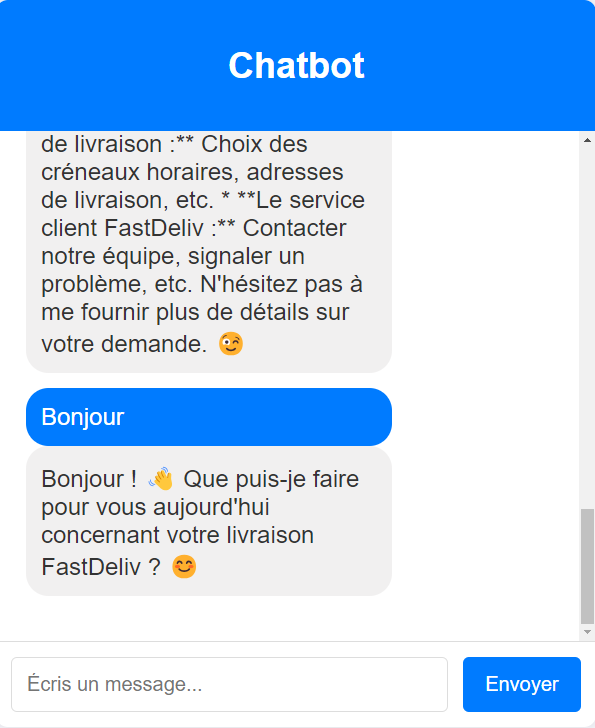 Chatbot
de livraison :** Choix des
créneaux horaires, adresses
de livraison, etc. * **Le service
client FastDeliv :** Contacter
notre équipe, signaler un
problème, etc. N'hésitez pas à
me fournir plus de détails sur
votre demande. 😉
Bonjour
Bonjour ! 👋 Que puis-je faire
pour vous aujourd'hui
concernant votre livraison
FastDeliv ? 😊
Écris un message...
Envoyer